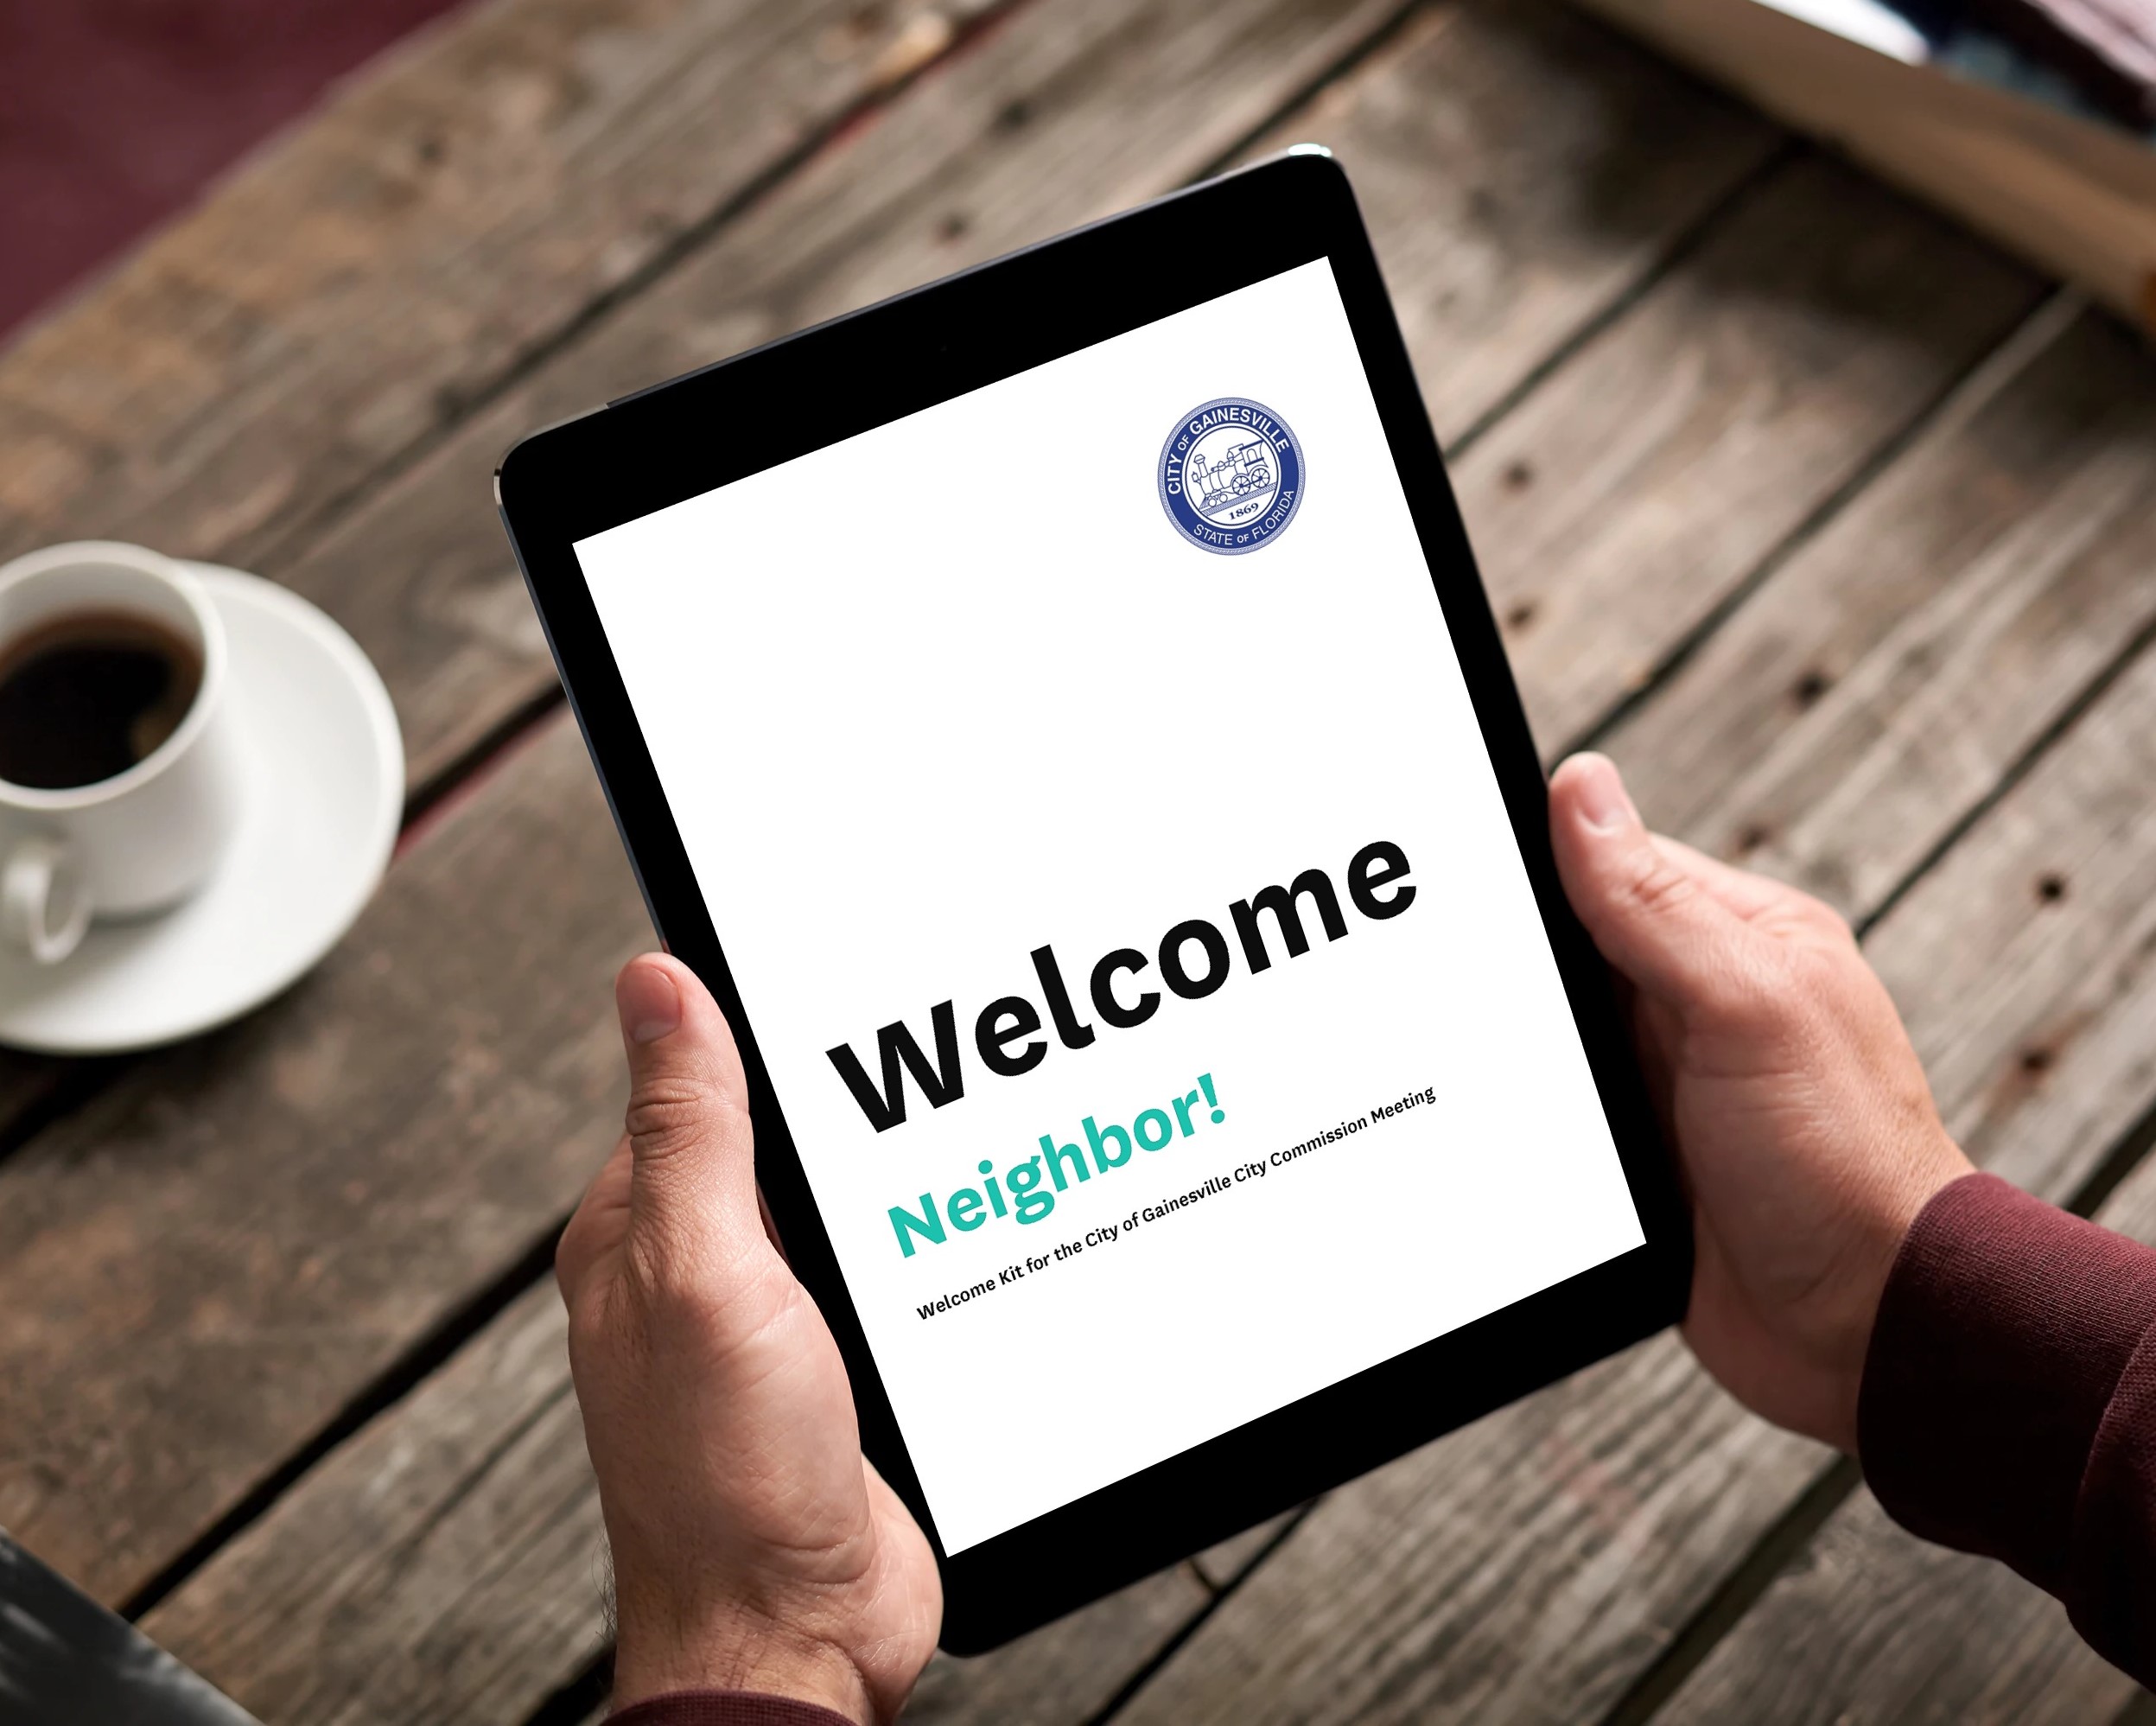 CITY OF GAINESVILLE
1869
STATE OF FLORIDA
Welcome
Neighbor!
Welcome Kit for the City of Gainesville City Commission Meeting